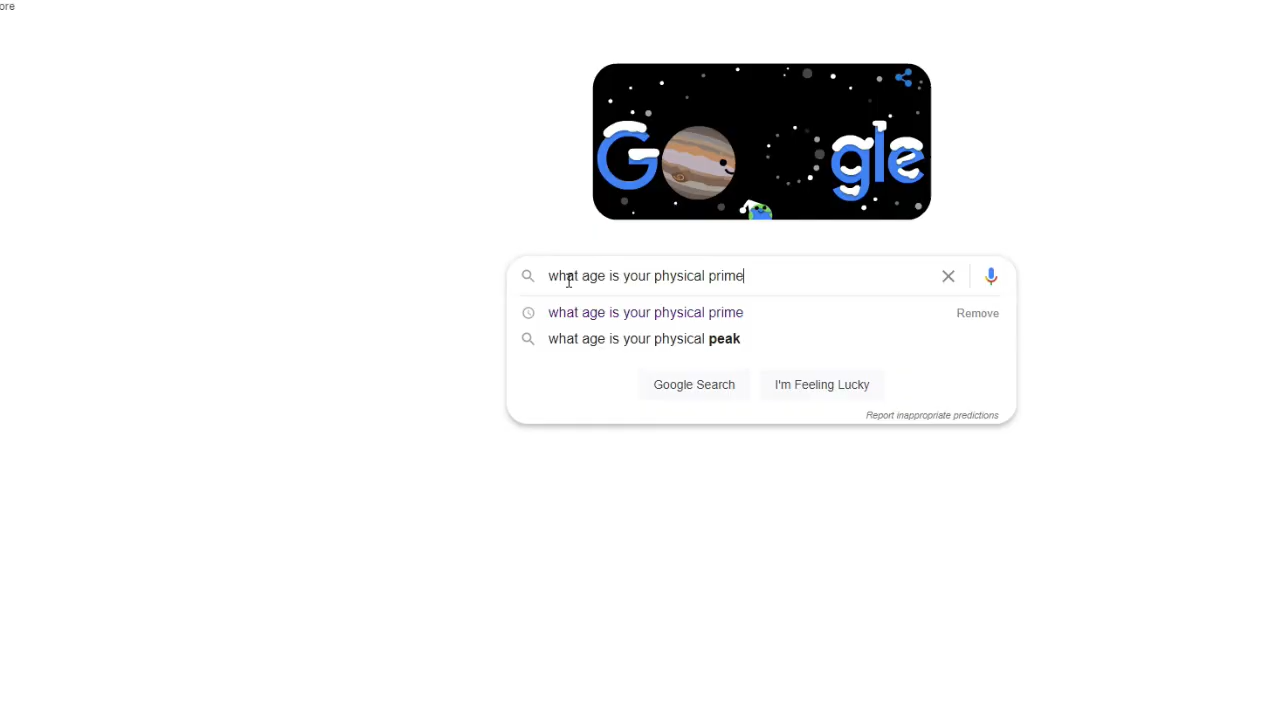 ore
Google
what age is your physical prime
what age is your physical prime Remove
what age is your physical peak
Google Search I'm Feeling Lucky
Report inappropriate predictions